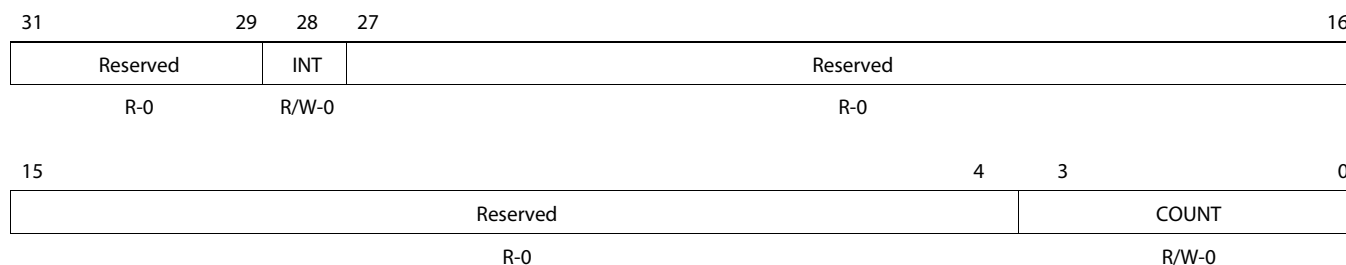 31 29 28 27 16
Reserved INT Reserved
R-0 R/W-0 R-0
15 4 3 0
Reserved COUNT
R-0 R/W-0